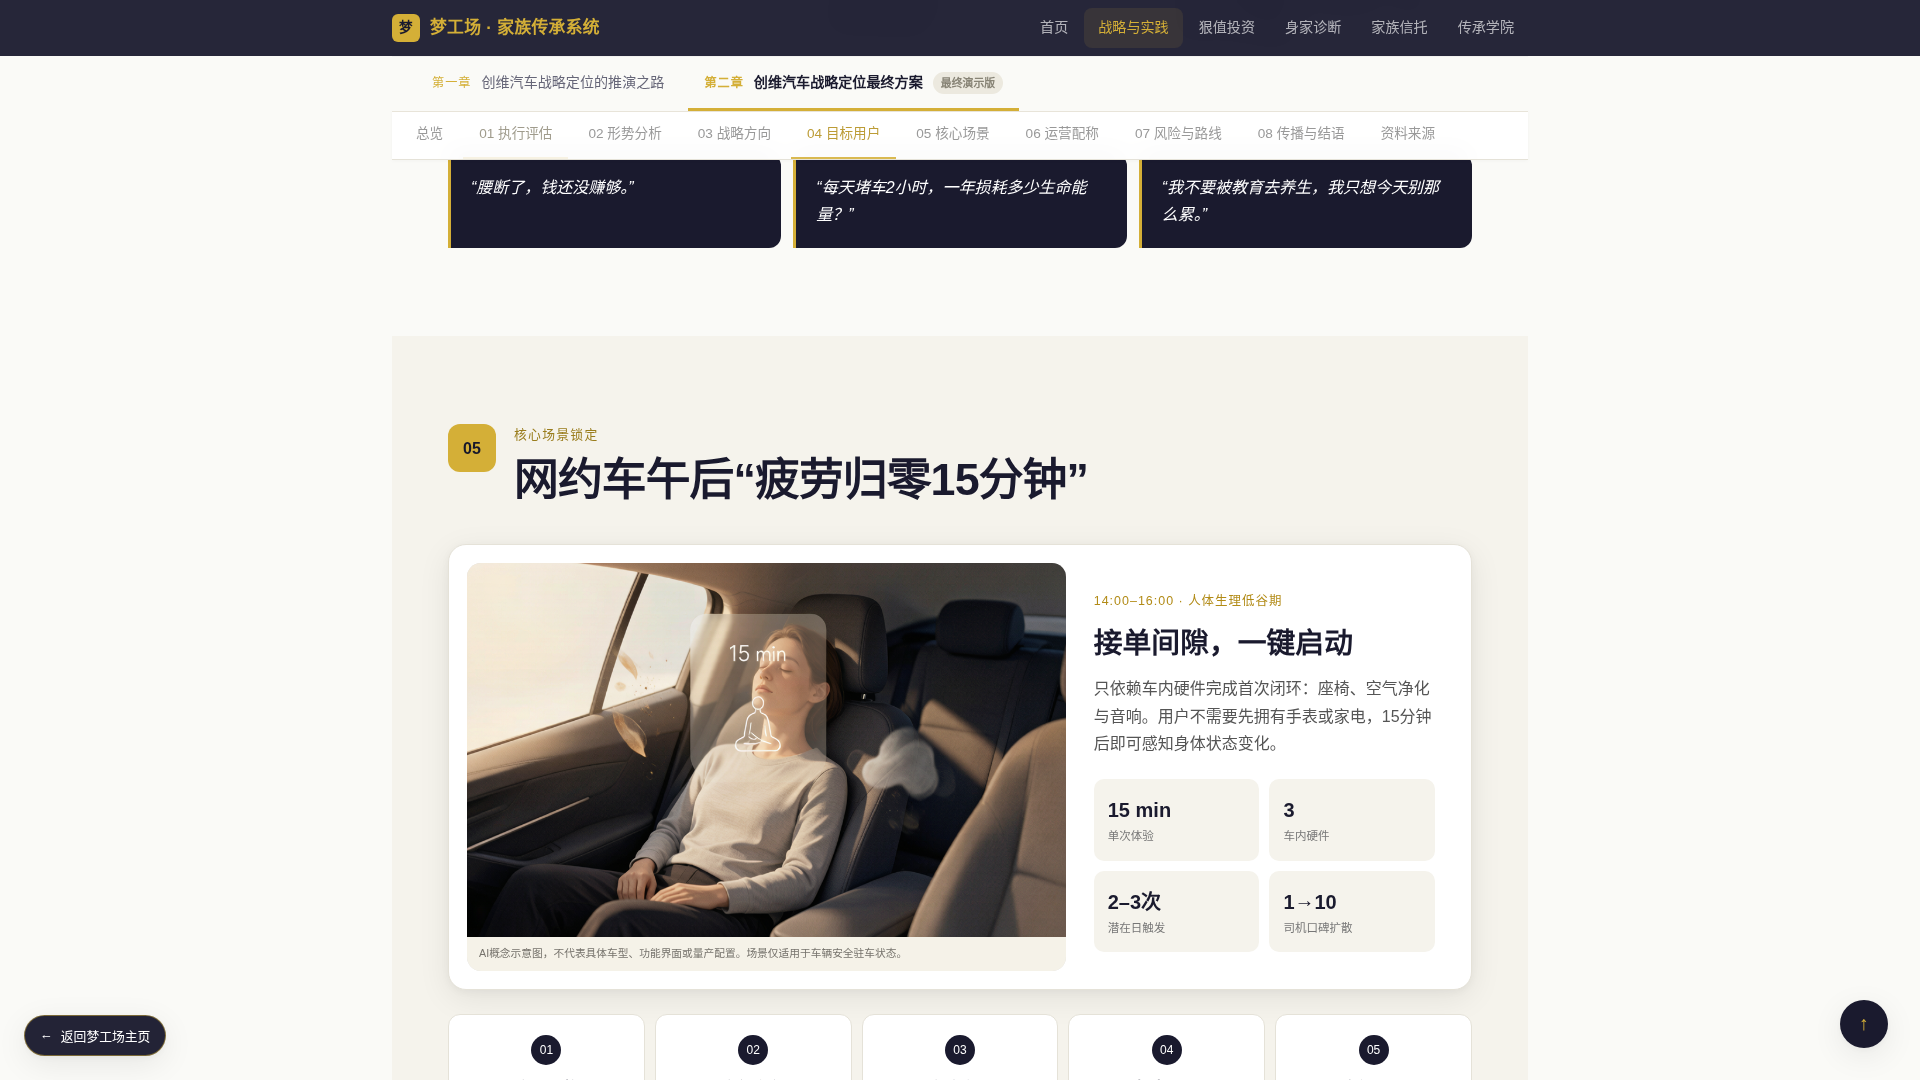 梦 梦工场 · 家族传承系统 首页 战略与实践 狠值投资 身家诊断 家族信托 传承学院
第一章 创维汽车战略定位的推演之路 第二章 创维汽车战略定位最终方案 最终演示版
总览 01 执行评估 02 形势分析 03 战略方向 04 目标用户 05 核心场景 06 运营配称 07 风险与路线 08 传播与结语 资料来源
“腰断了，钱还没赚够。”
“每天堵车2小时，一年损耗多少生命能
量？”
“我不要被教育去养生，我只想今天别那
么累。”
05
核心场景锁定
网约车午后“疲劳归零15分钟”
15 min
AI概念示意图，不代表具体车型、功能界面或量产配置。场景仅适用于车辆安全驻车状态。
14:00–16:00 · 人体生理低谷期
接单间隙，一键启动
只依赖车内硬件完成首次闭环：座椅、空气净化
与音响。用户不需要先拥有手表或家电，15分钟
后即可感知身体状态变化。
15 min
单次体验
3
车内硬件
2–3次
潜在日触发
1→10
司机口碑扩散
01 02 03 04 05
← 返回梦工场主页
↑